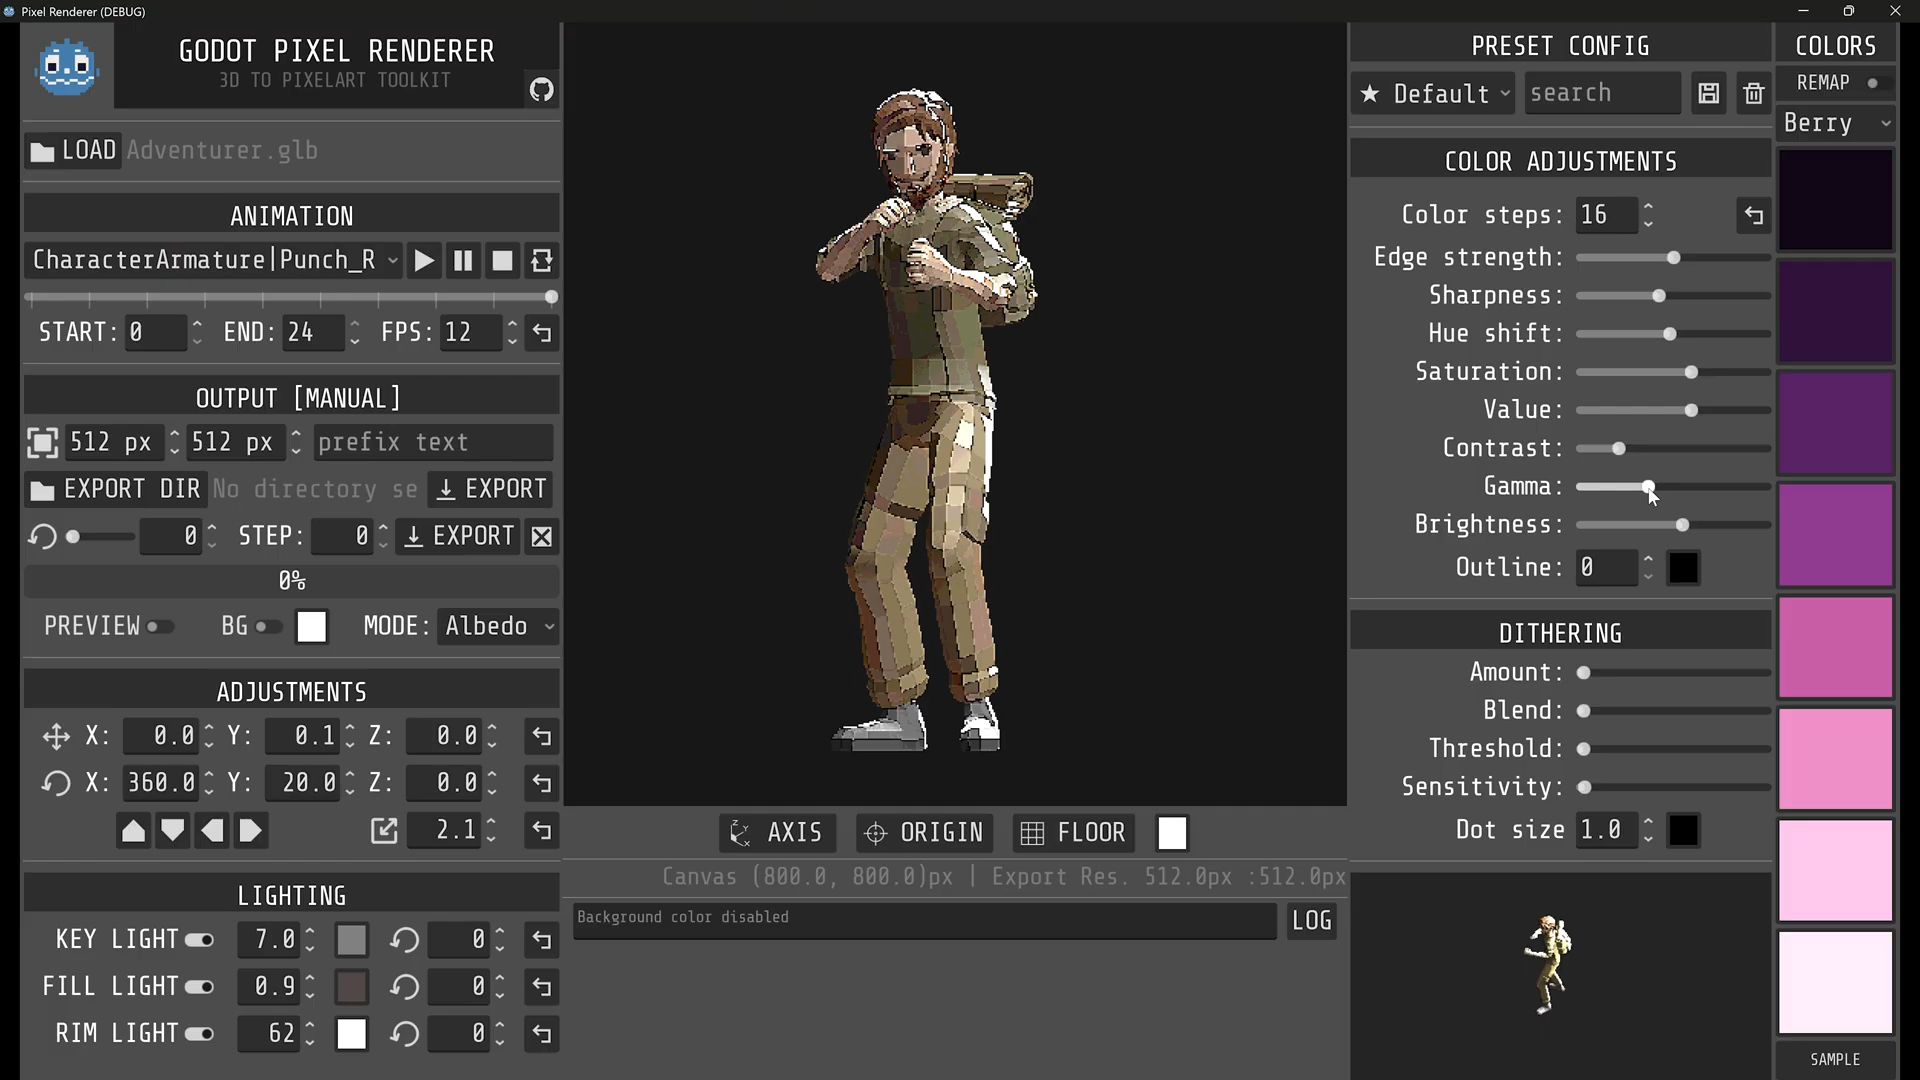 Pixel Renderer (DEBUG)
GODOT PIXEL RENDERER
3D TO PIXELART TOOLKIT
LOAD Adventurer.glb
ANIMATION
CharacterArmature|Punch_R
START: 0 END: 24 FPS: 12
OUTPUT [MANUAL]
512 px 512 px prefix text
EXPORT DIR No directory se EXPORT
0 STEP: 0 EXPORT
0%
PREVIEW BG MODE: Albedo
ADJUSTMENTS
X: 0.0 Y: 0.1 Z: 0.0
X: 360.0 Y: 20.0 Z: 0.0
2.1
LIGHTING
KEY LIGHT 7.0 0
FILL LIGHT 0.9 0
RIM LIGHT 62 0
AXIS ORIGIN FLOOR
Canvas (800.0, 800.0)px | Export Res. 512.0px :512.0px
Background color disabled LOG
PRESET CONFIG
Default search
COLOR ADJUSTMENTS
Color steps: 16
Edge strength:
Sharpness:
Hue shift:
Saturation:
Value:
Contrast:
Gamma:
Brightness:
Outline: 0
DITHERING
Amount:
Blend:
Threshold:
Sensitivity:
Dot size 1.0
COLORS
REMAP
Berry
SAMPLE